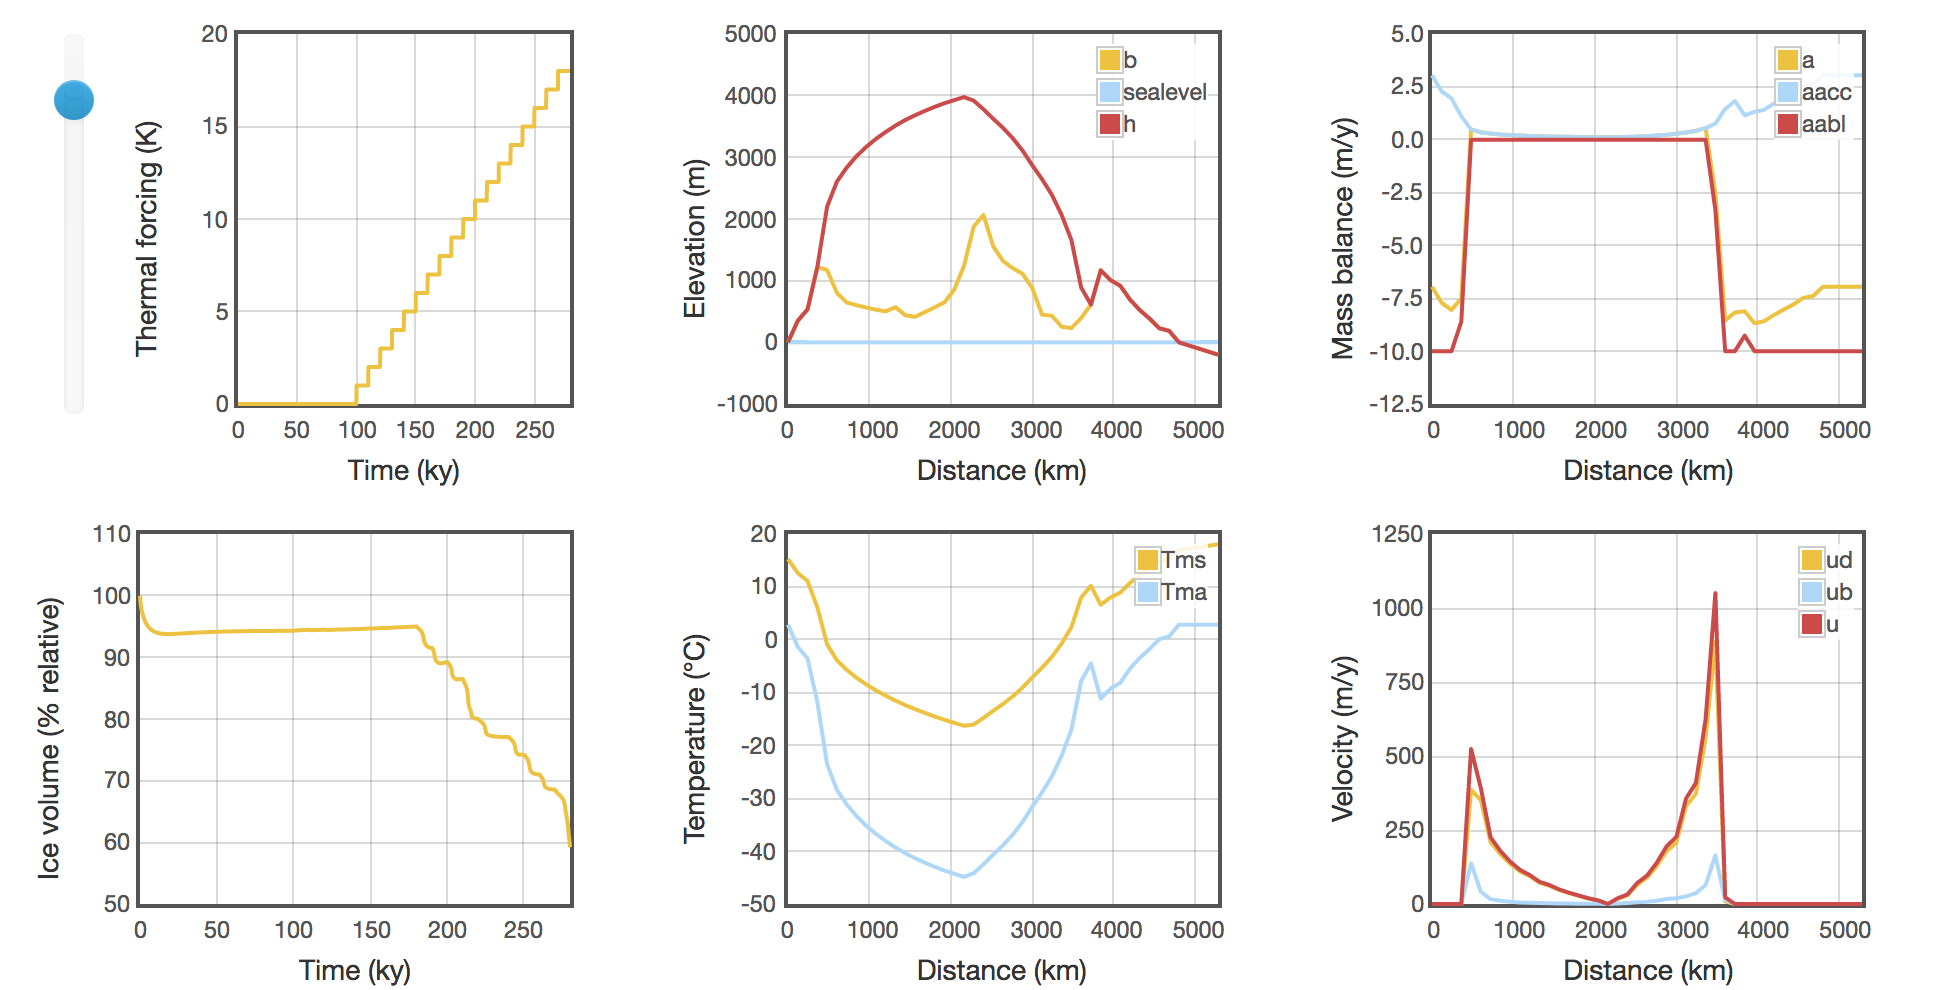 20
15
10
5
0
Thermal forcing (K)
0 50 100 150 200 250
Time (ky)
5000
4000
3000
2000
1000
0
-1000
Elevation (m)
b
sealevel
h
0 1000 2000 3000 4000 5000
Distance (km)
5.0
2.5
0.0
-2.5
-5.0
-7.5
-10.0
-12.5
Mass balance (m/y)
a
aacc
aabl
0 1000 2000 3000 4000 5000
Distance (km)
110
100
90
80
70
60
50
Ice volume (% relative)
0 50 100 150 200 250
Time (ky)
20
10
0
-10
-20
-30
-40
-50
Temperature (°C)
Tms
Tma
0 1000 2000 3000 4000 5000
Distance (km)
1250
1000
750
500
250
0
Velocity (m/y)
ud
ub
u
0 1000 2000 3000 4000 5000
Distance (km)